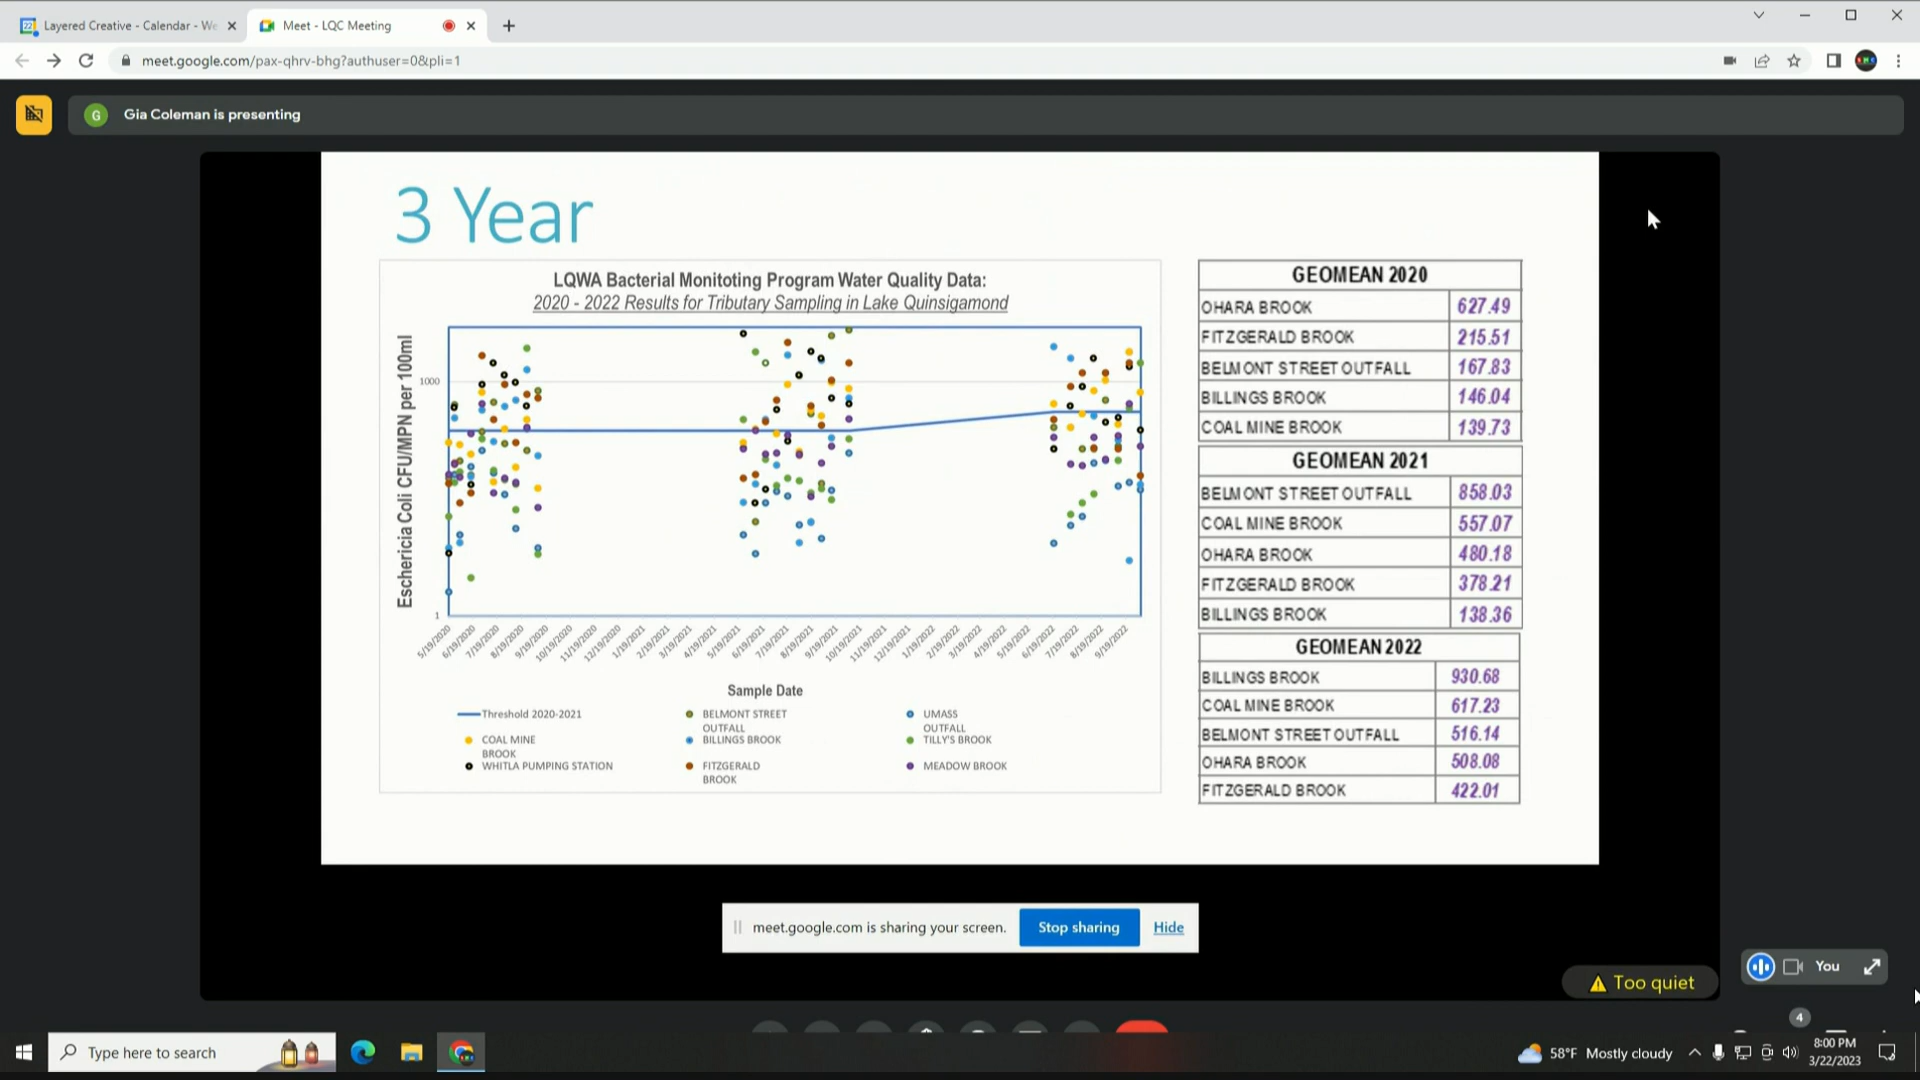 Layered Creative - Calendar - We
Meet - LQC Meeting
meet.google.com/pax-qhrv-bhg?authuser=0&pli=1
G Gia Coleman is presenting
3 Year
LQWA Bacterial Monitoting Program Water Quality Data:
2020 - 2022 Results for Tributary Sampling in Lake Quinsigamond
Eschericia Coli CFU/MPN per 100ml
1000
1
5/19/2020 6/19/2020 7/19/2020 8/19/2020 9/19/2020 10/19/2020 11/19/2020 12/19/2020 1/19/2021 2/19/2021 3/19/2021 4/19/2021 5/19/2021 6/19/2021 7/19/2021 8/19/2021 9/19/2021 10/19/2021 11/19/2021 12/19/2021 1/19/2022 2/19/2022 3/19/2022 4/19/2022 5/19/2022 6/19/2022 7/19/2022 8/19/2022 9/19/2022
Sample Date
Threshold 2020-2021
BELMONT STREET
OUTFALL
UMASS
OUTFALL
COAL MINE
BROOK
BILLINGS BROOK
TILLY'S BROOK
WHITLA PUMPING STATION
FITZGERALD
BROOK
MEADOW BROOK
GEOMEAN 2020
OHARA BROOK 627.49
FITZGERALD BROOK 215.51
BELMONT STREET OUTFALL 167.83
BILLINGS BROOK 146.04
COAL MINE BROOK 139.73
GEOMEAN 2021
BELMONT STREET OUTFALL 858.03
COAL MINE BROOK 557.07
OHARA BROOK 480.18
FITZGERALD BROOK 378.21
BILLINGS BROOK 138.36
GEOMEAN 2022
BILLINGS BROOK 930.68
COAL MINE BROOK 617.23
BELMONT STREET OUTFALL 516.14
OHARA BROOK 508.08
FITZGERALD BROOK 422.01
meet.google.com is sharing your screen. Stop sharing Hide
You
Too quiet
4
Type here to search
58°F Mostly cloudy
8:00 PM
3/22/2023